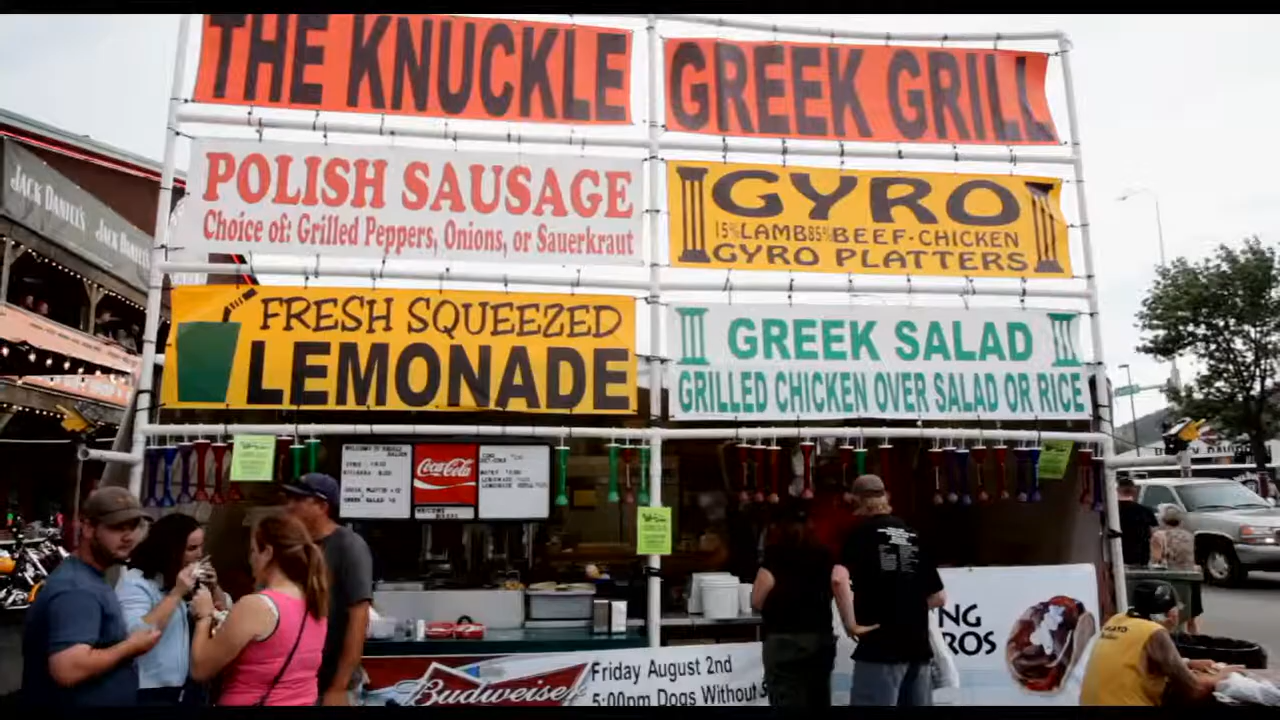 THE KNUCKLE
GREEK GRILL
POLISH SAUSAGE
Choice of: Grilled Peppers, Onions, or Sauerkraut
GYRO
15% LAMB 85% BEEF-CHICKEN
GYRO PLATTERS
FRESH SQUEEZED
LEMONADE
GREEK SALAD
GRILLED CHICKEN OVER SALAD OR RICE
JACK DANIEL'S
JACK DANIEL'S
Coca-Cola
NG
ROS
Budweiser
Friday August 2nd
5:00pm Dogs Without